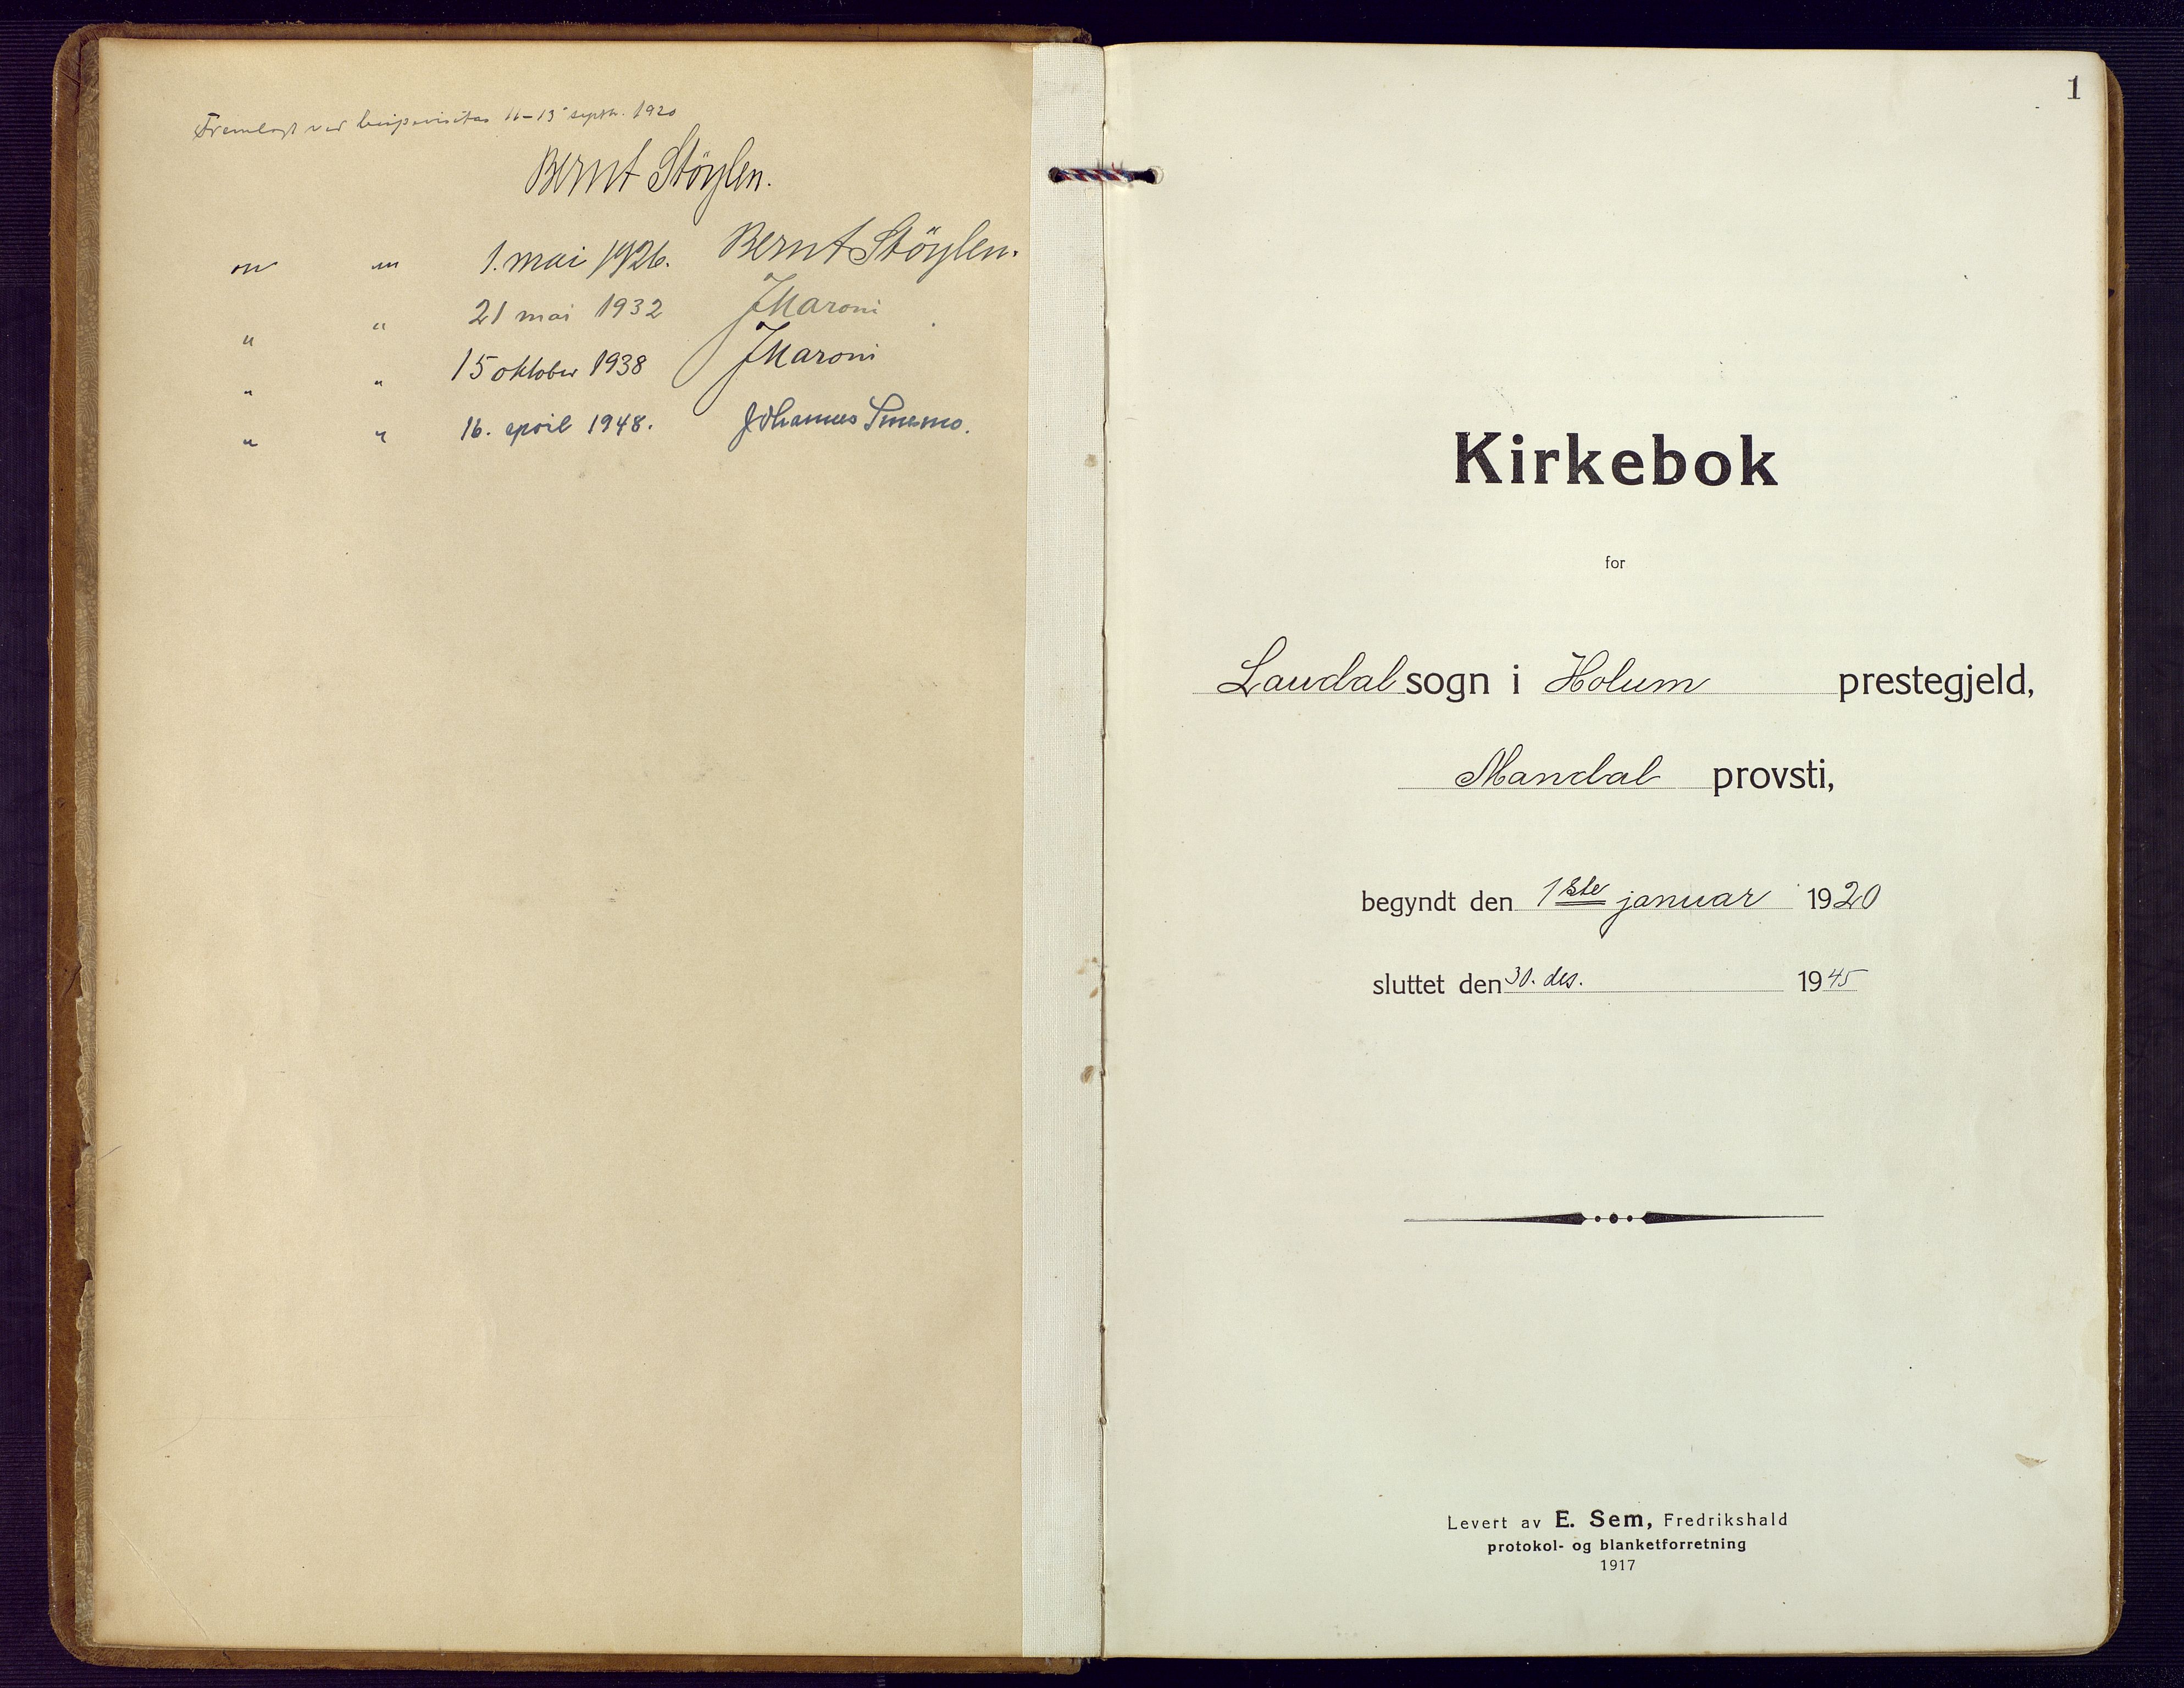 Fremlagt ved bispevisitas 11–13 septbr. 1920
Bernt Støylen.
" " 1. mai 1926. Bernt Støylen.
" " 21 mai 1932 J Maroni
" " 15 oktober 1938 J Maroni
" " 16. april 1948. Johannes Smemo.
1
Kirkebok
for
Laudal sogn i Holum prestegjeld,
Mandal provsti,
begyndt den 1ste januar 1920
sluttet den 30. des. 1945
Levert av E. Sem, Fredrikshald
protokol- og blanketforretning
1917